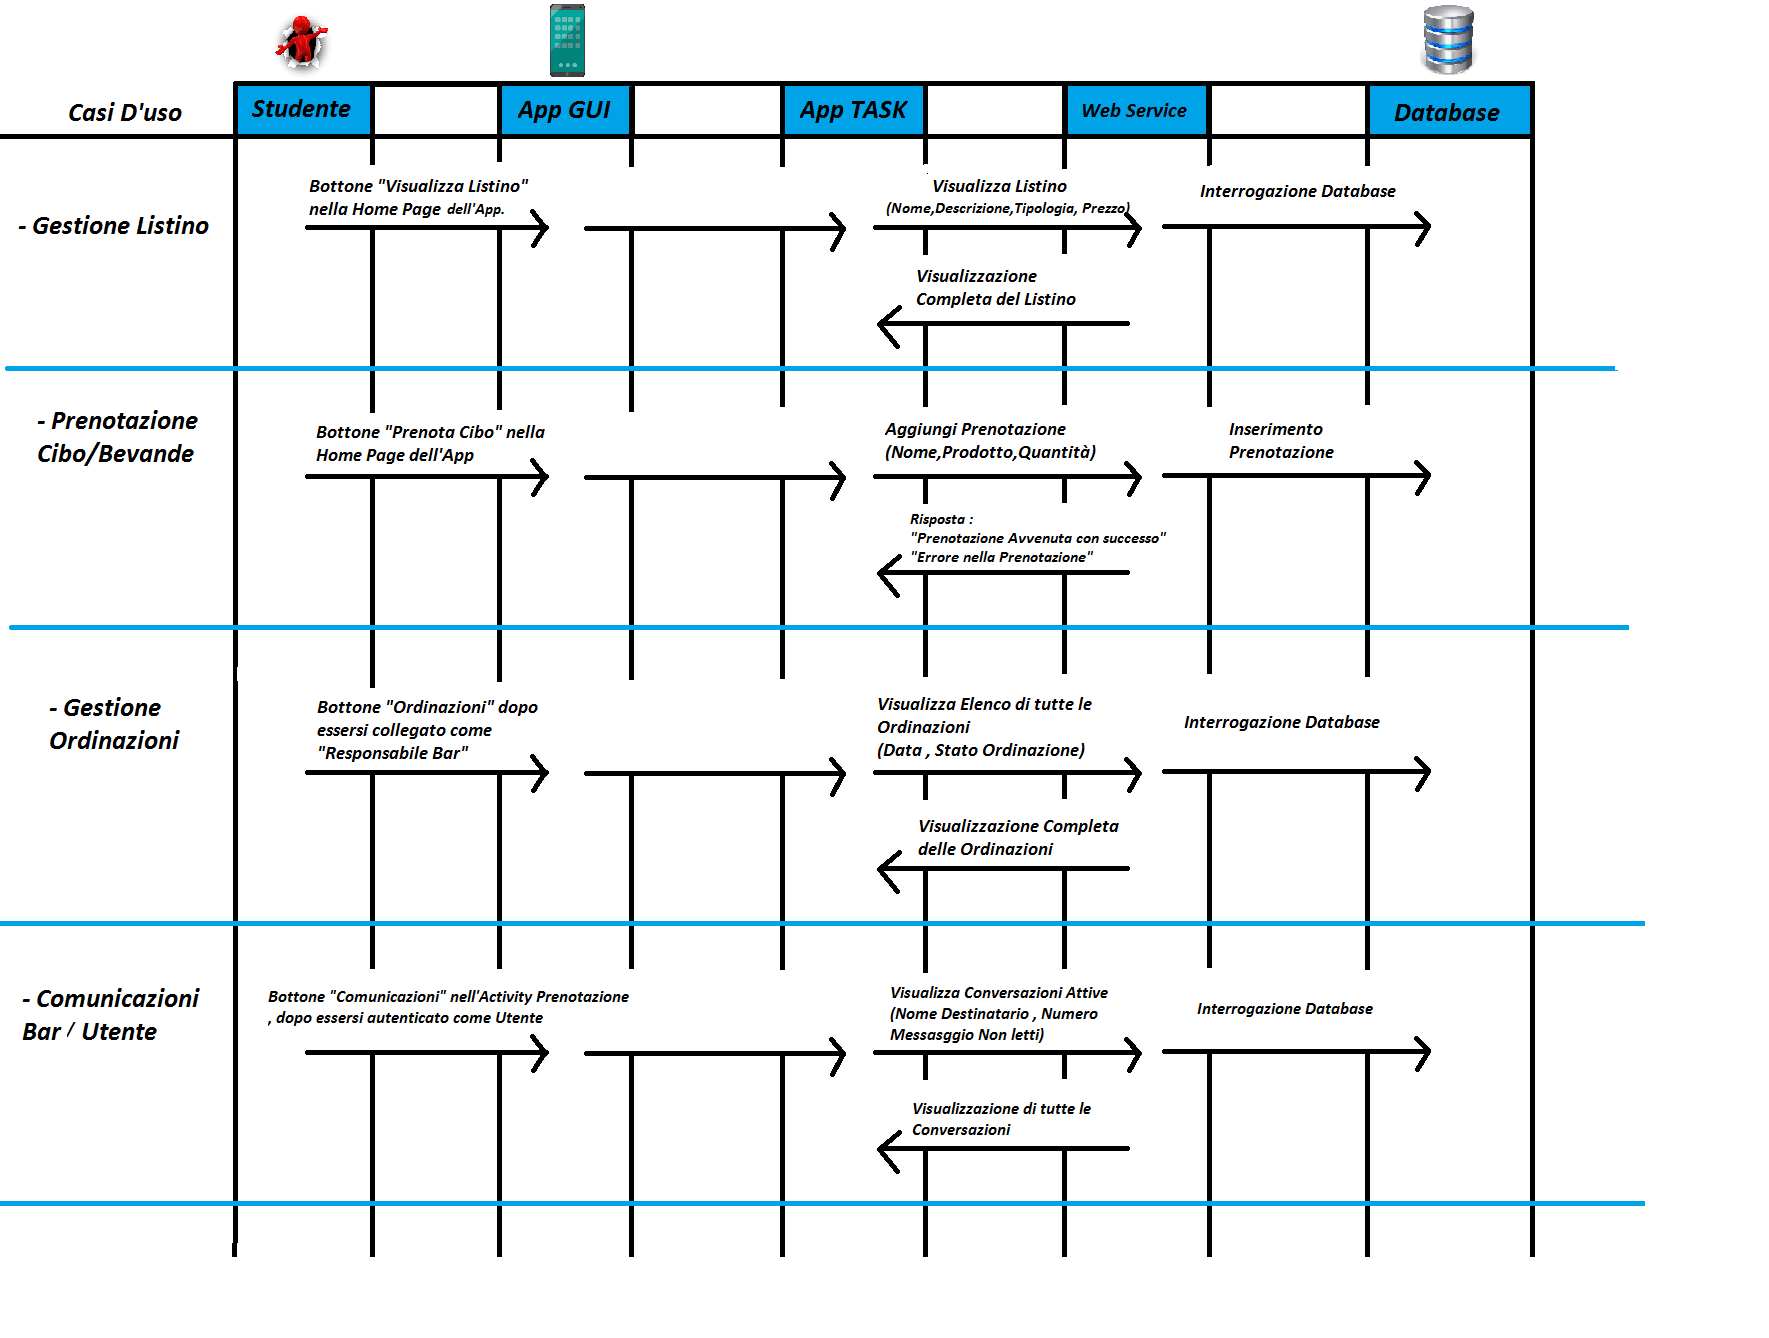 Casi D'uso
Studente
App GUI
App TASK
Web Service
Database
- Gestione Listino
Bottone "Visualizza Listino"
nella Home Page dell'App.
Visualizza Listino
(Nome,Descrizione,Tipologia, Prezzo)
Interrogazione Database
Visualizzazione
Completa del Listino
- Prenotazione
Cibo/Bevande
Bottone "Prenota Cibo" nella
Home Page dell'App
Aggiungi Prenotazione
(Nome,Prodotto,Quantità)
Inserimento
Prenotazione
Risposta :
"Prenotazione Avvenuta con successo"
"Errore nella Prenotazione"
- Gestione
Ordinazioni
Bottone "Ordinazioni" dopo
essersi collegato come
"Responsabile Bar"
Visualizza Elenco di tutte le
Ordinazioni
(Data , Stato Ordinazione)
Interrogazione Database
Visualizzazione Completa
delle Ordinazioni
- Comunicazioni
Bar / Utente
Bottone "Comunicazioni" nell'Activity Prenotazione
, dopo essersi autenticato come Utente
Visualizza Conversazioni Attive
(Nome Destinatario , Numero
Messasggio Non letti)
Interrogazione Database
Visualizzazione di tutte le
Conversazioni